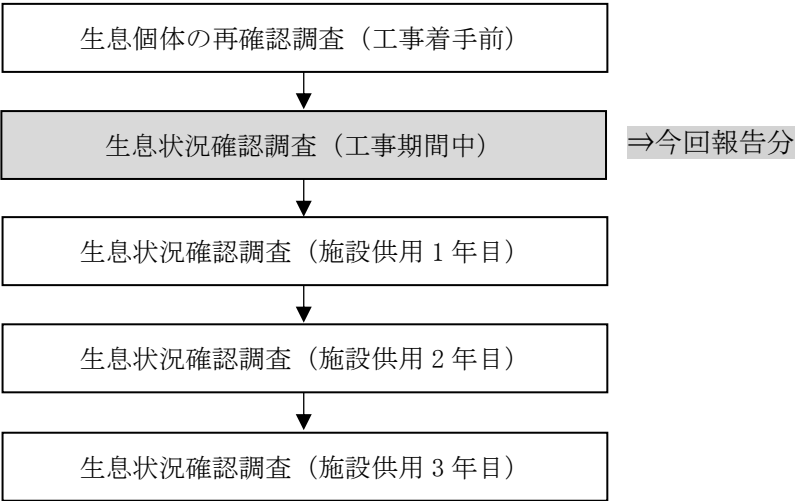 生息個体の再確認調査（工事着手前）
生息状況確認調査（工事期間中）
⇒今回報告分
生息状況確認調査（施設供用 1 年目）
生息状況確認調査（施設供用 2 年目）
生息状況確認調査（施設供用 3 年目）